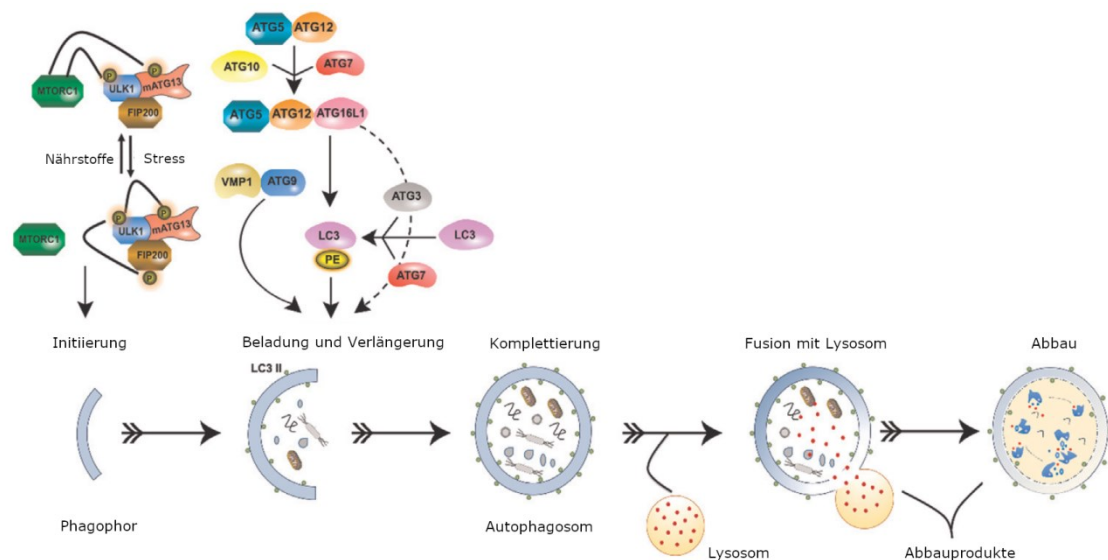 ATG5 ATG12
ATG10 ATG7
P P
MTORC1 ULK1 mATG13
FIP200
ATG5 ATG12 ATG16L1
Nährstoffe Stress
VMP1 ATG9
ATG3
P P
MTORC1 ULK1 mATG13
FIP200
P
LC3 LC3
PE
ATG7
Initiierung Beladung und Verlängerung Komplettierung Fusion mit Lysosom Abbau
LC3 II
Phagophor Autophagosom
Lysosom Abbauprodukte